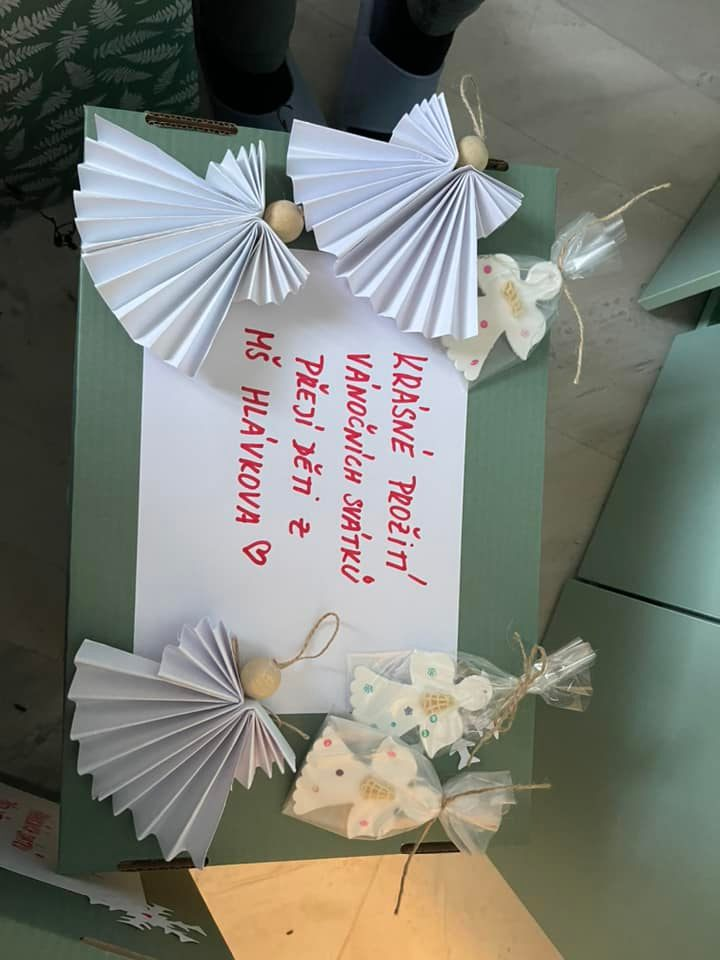 KRÁSNÉ PROŽITÍ
VÁNOČNÍCH SVÁTKŮ
PŘEJÍ DĚTI Z
MŠ HLÁVKOVA ♡